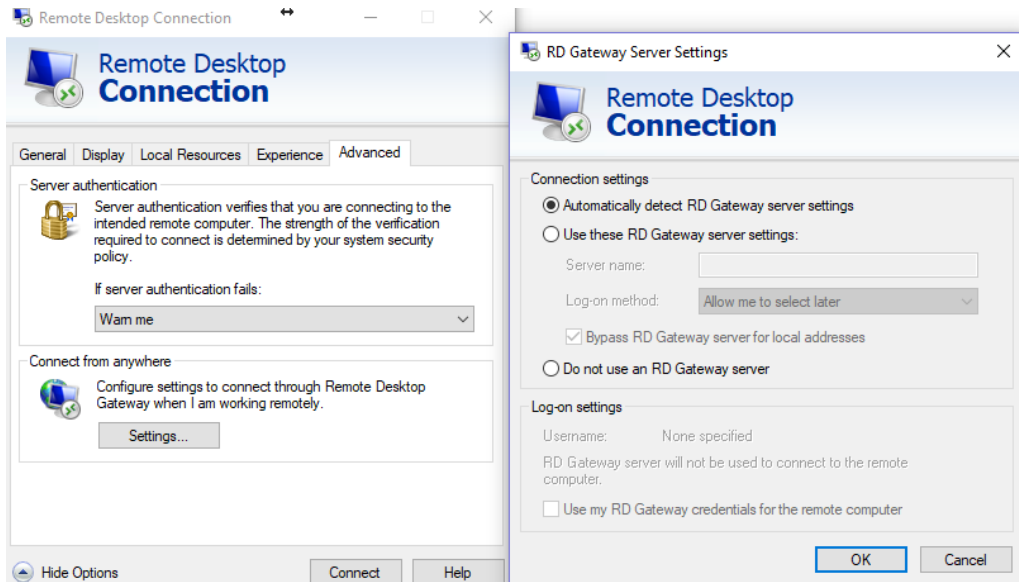 Remote Desktop Connection
Remote Desktop
Connection
General Display Local Resources Experience Advanced
Server authentication
Server authentication verifies that you are connecting to the
intended remote computer. The strength of the verification
required to connect is determined by your system security
policy.
If server authentication fails:
Warn me
Connect from anywhere
Configure settings to connect through Remote Desktop
Gateway when I am working remotely.
Settings...
Hide Options
Connect
Help
RD Gateway Server Settings
Remote Desktop
Connection
Connection settings
Automatically detect RD Gateway server settings
Use these RD Gateway server settings:
Server name:
Log-on method: Allow me to select later
Bypass RD Gateway server for local addresses
Do not use an RD Gateway server
Log-on settings
Username: None specified
RD Gateway server will not be used to connect to the remote
computer.
Use my RD Gateway credentials for the remote computer
OK
Cancel